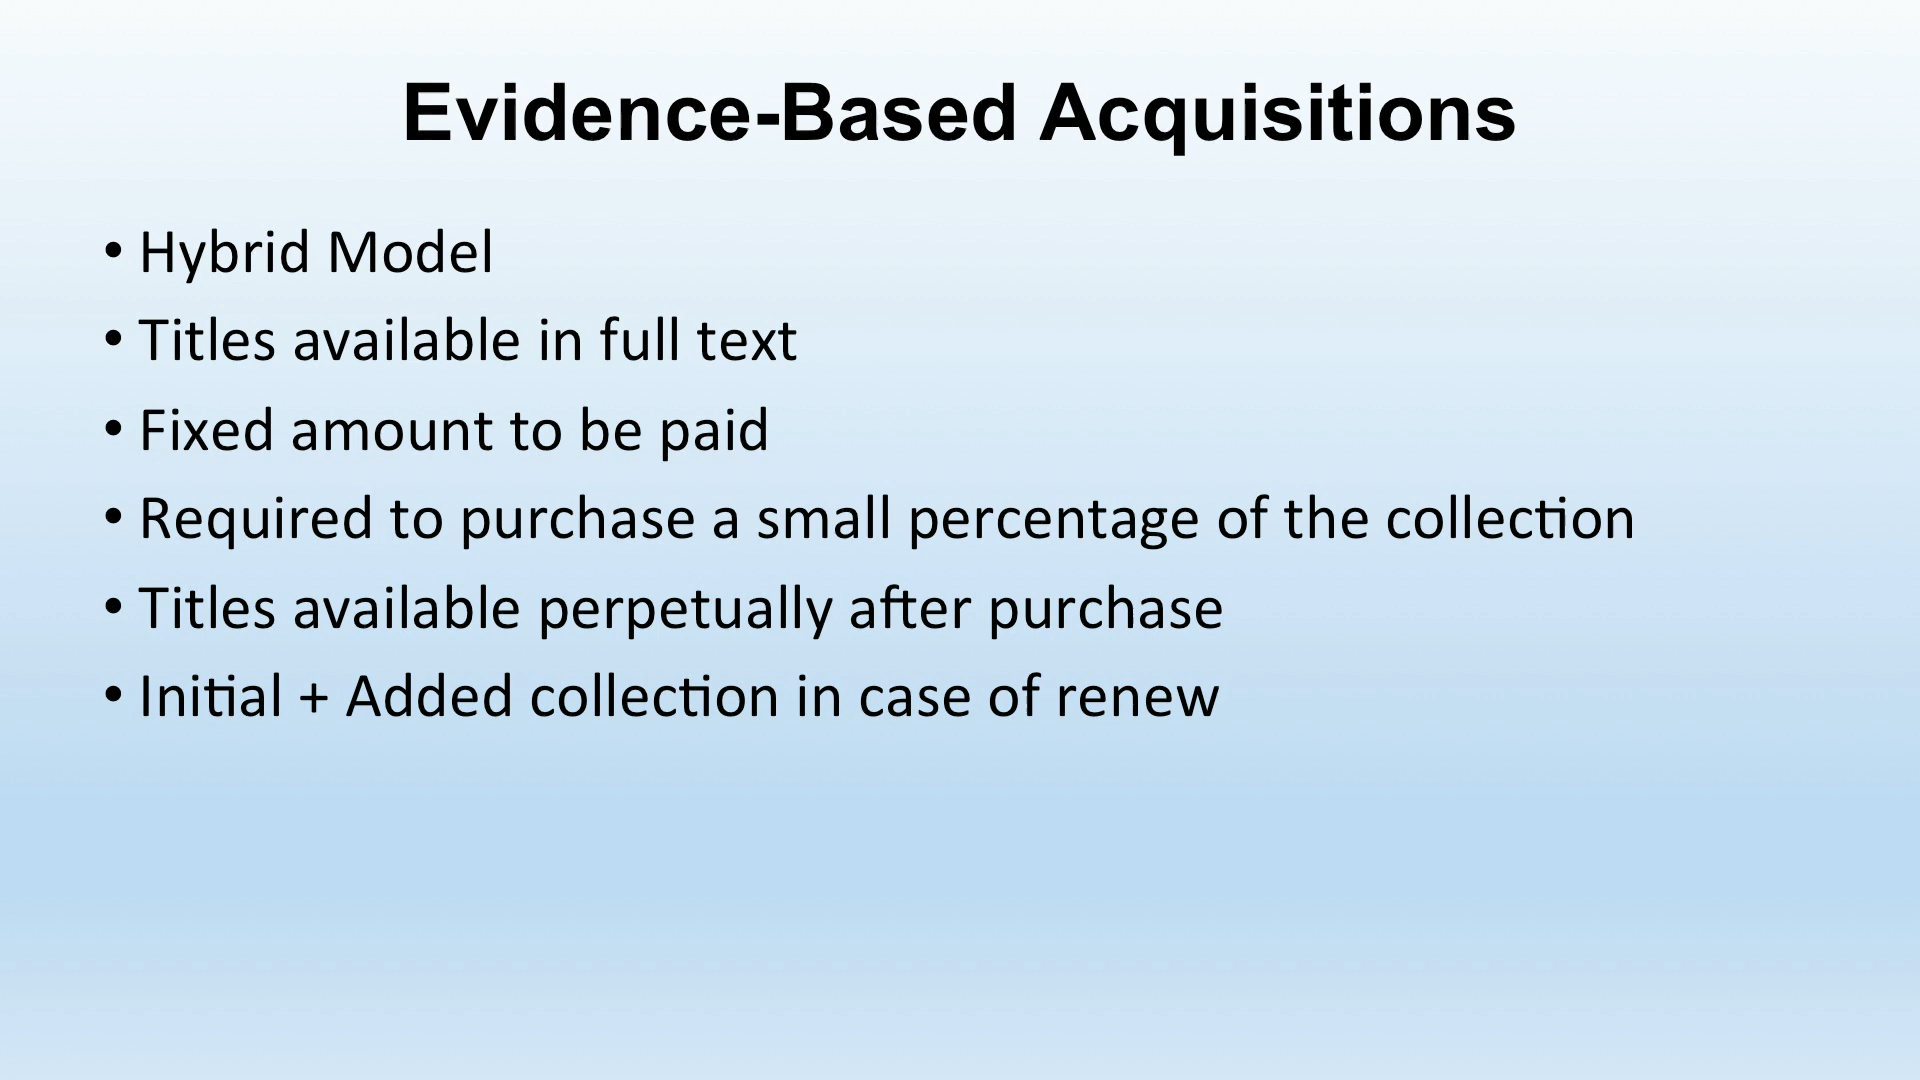 Evidence-Based Acquisitions
• Hybrid Model
• Titles available in full text
• Fixed amount to be paid
• Required to purchase a small percentage of the collection
• Titles available perpetually after purchase
• Initial + Added collection in case of renew